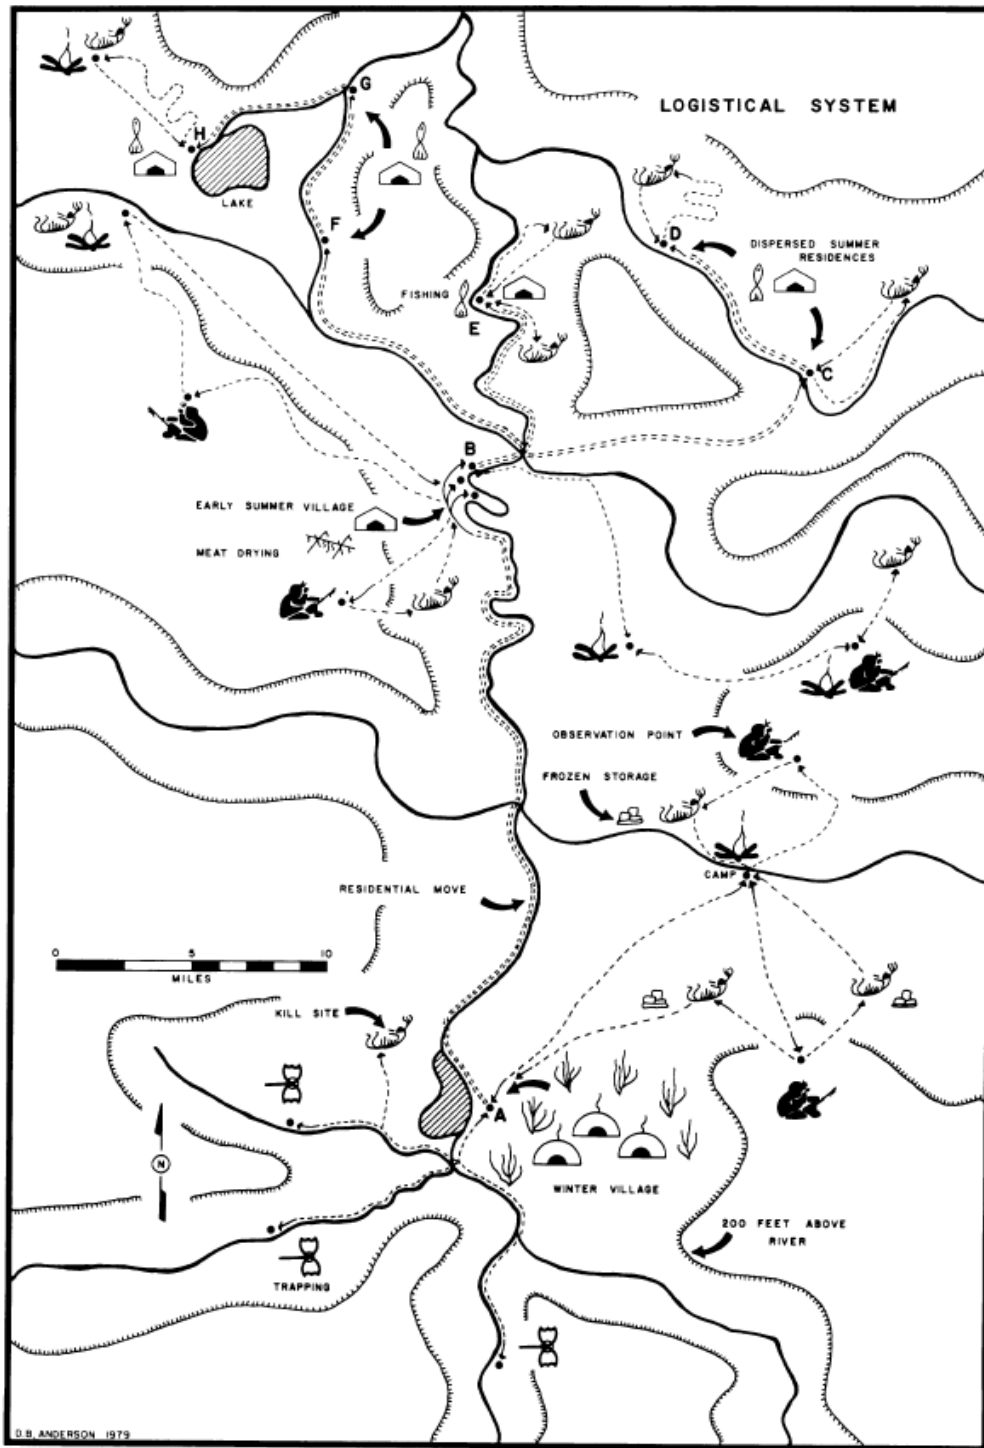 LOGISTICAL SYSTEM
G
H
LAKE
F
D
DISPERSED SUMMER
RESIDENCES
FISHING
E
C
B
EARLY SUMMER VILLAGE
MEAT DRYING
OBSERVATION POINT
FROZEN STORAGE
CAMP
RESIDENTIAL MOVE
0 5 10
MILES
KILL SITE
A
N
WINTER VILLAGE
200 FEET ABOVE
RIVER
TRAPPING
D.B. ANDERSON 1979